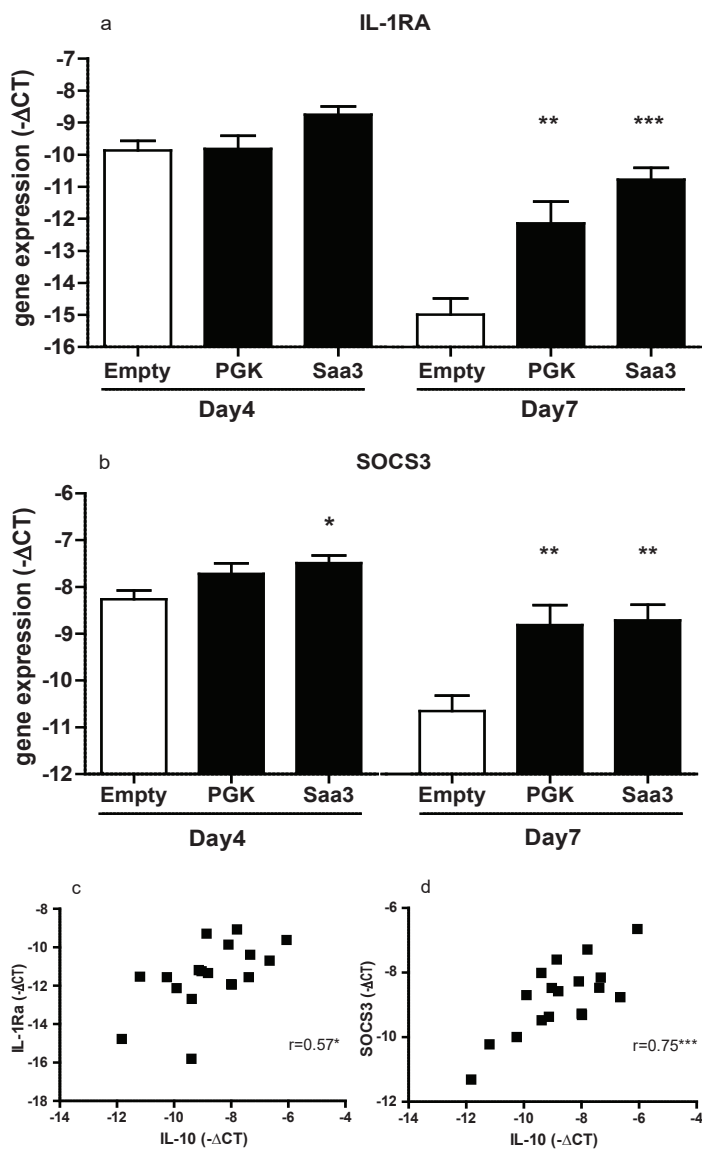 a
IL-1RA
gene expression (-ΔCT)
-7
-8
-9
-10
-11
-12
-13
-14
-15
-16
** ***
Empty PGK Saa3 Empty PGK Saa3
Day4 Day7
b
SOCS3
gene expression (-ΔCT)
-6
-7
-8
-9
-10
-11
-12
* ** **
Empty PGK Saa3 Empty PGK Saa3
Day4 Day7
c
IL-1Ra (-ΔCT)
-8
-10
-12
-14
-16
-18
r=0.57*
-14 -12 -10 -8 -6 -4
IL-10 (-ΔCT)
d
SOCS3 (-ΔCT)
-6
-8
-10
-12
r=0.75***
-14 -12 -10 -8 -6 -4
IL-10 (-ΔCT)